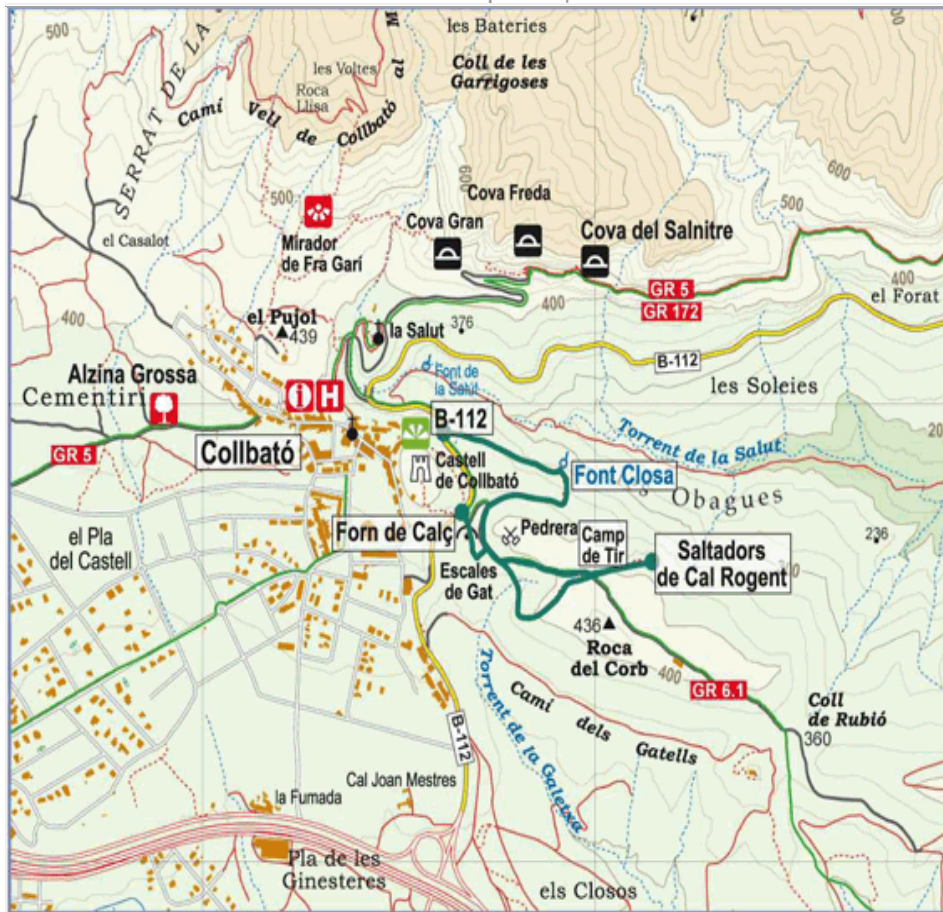 500
les Bateries
les Voltes
Roca
Llisa
Coll de les
Garrigoses
SERRAT DE LA
Camí Vell de Collbató al M
600
600
500
500
Cova Freda
Cova Gran
Cova del Salnitre
Mirador
de Fra Garí
el Casalot
GR 5
GR 172
400
400
el Forat
400
el Pujol
439
la Salut
376
B-112
Font de
la Salut
les Soleies
Alzina Grossa
Cementiri
i H
B-112
Torrent de la Salut
200
GR 5
Collbató
Castell
de Collbató
Font Closa
Obagues
el Pla
del Castell
Forn de Calç
Pedrera
Camp
de Tir
236
Saltadors
de Cal Rogent
Escales
de Gat
436
Roca
del Corb
400
GR 6.1
Coll
de Rubió
360
Torrent de la Galetxa
Camí dels Gatells
B-112
Cal Joan Mestres
la Fumada
Pla de les
Ginesteres
els Closos